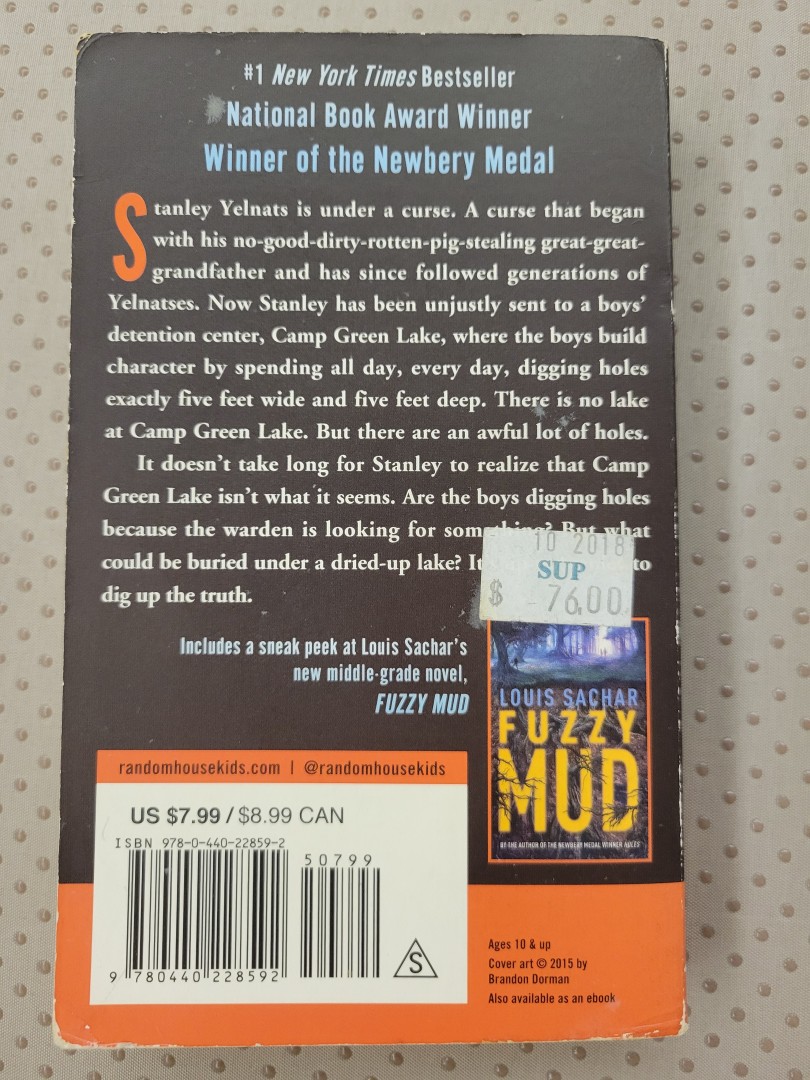 #1 New York Times Bestseller
National Book Award Winner
Winner of the Newbery Medal
Stanley Yelnats is under a curse. A curse that began
with his no-good-dirty-rotten-pig-stealing great-great-
grandfather and has since followed generations of
Yelnatses. Now Stanley has been unjustly sent to a boys’
detention center, Camp Green Lake, where the boys build
character by spending all day, every day, digging holes
exactly five feet wide and five feet deep. There is no lake
at Camp Green Lake. But there are an awful lot of holes.
It doesn’t take long for Stanley to realize that Camp
Green Lake isn’t what it seems. Are the boys digging holes
because the warden is looking for something? But what
could be buried under a dried-up lake? to
dig up the truth.
10 2018
SUP
$ 76.00
Includes a sneak peek at Louis Sachar’s
new middle-grade novel,
FUZZY MUD
LOUIS SACHAR
FUZZY
MUD
BY THE AUTHOR OF THE NEWBERY MEDAL WINNER HOLES
randomhousekids.com | @randomhousekids
US $7.99 / $8.99 CAN
ISBN 978-0-440-22859-2
50799
9 780440 228592
S
Ages 10 & up
Cover art © 2015 by
Brandon Dorman
Also available as an ebook